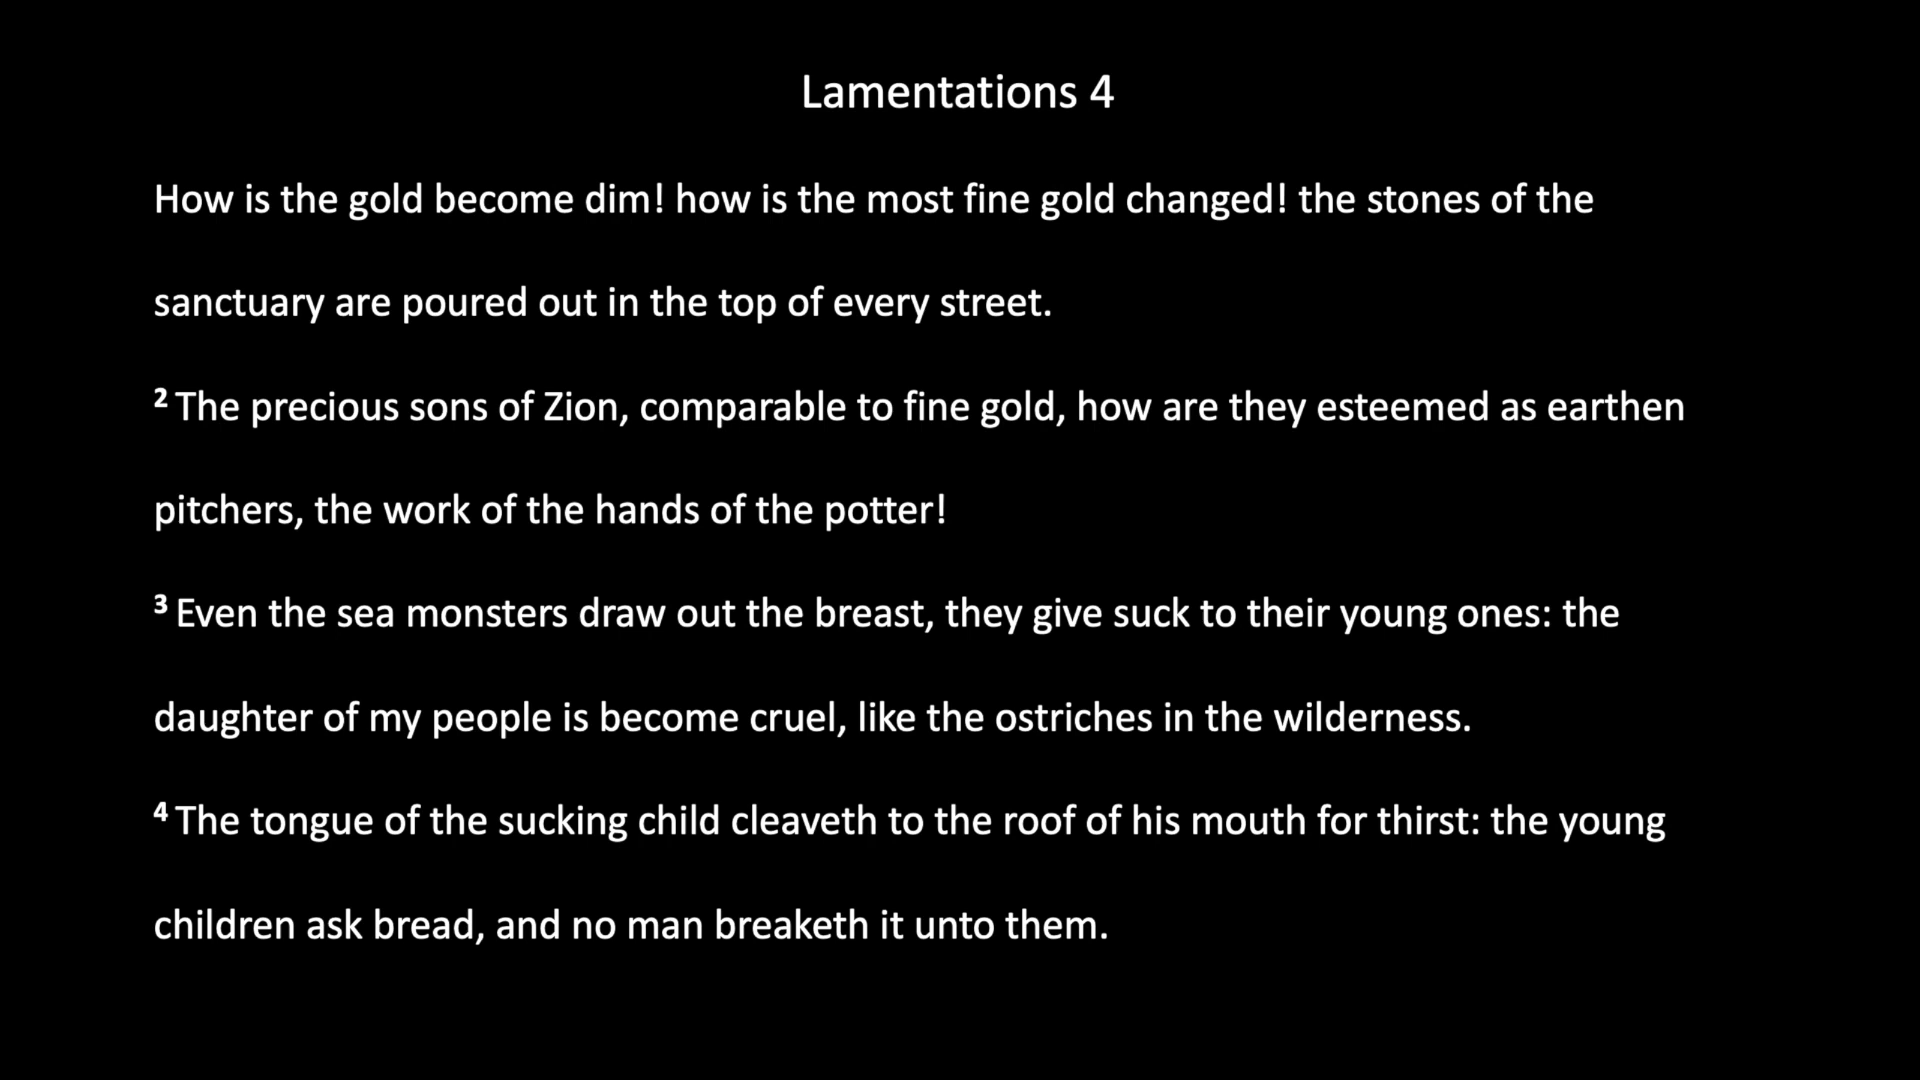 Lamentations 4
How is the gold become dim! how is the most fine gold changed! the stones of the
sanctuary are poured out in the top of every street.
2 The precious sons of Zion, comparable to fine gold, how are they esteemed as earthen
pitchers, the work of the hands of the potter!
3 Even the sea monsters draw out the breast, they give suck to their young ones: the
daughter of my people is become cruel, like the ostriches in the wilderness.
4 The tongue of the sucking child cleaveth to the roof of his mouth for thirst: the young
children ask bread, and no man breaketh it unto them.